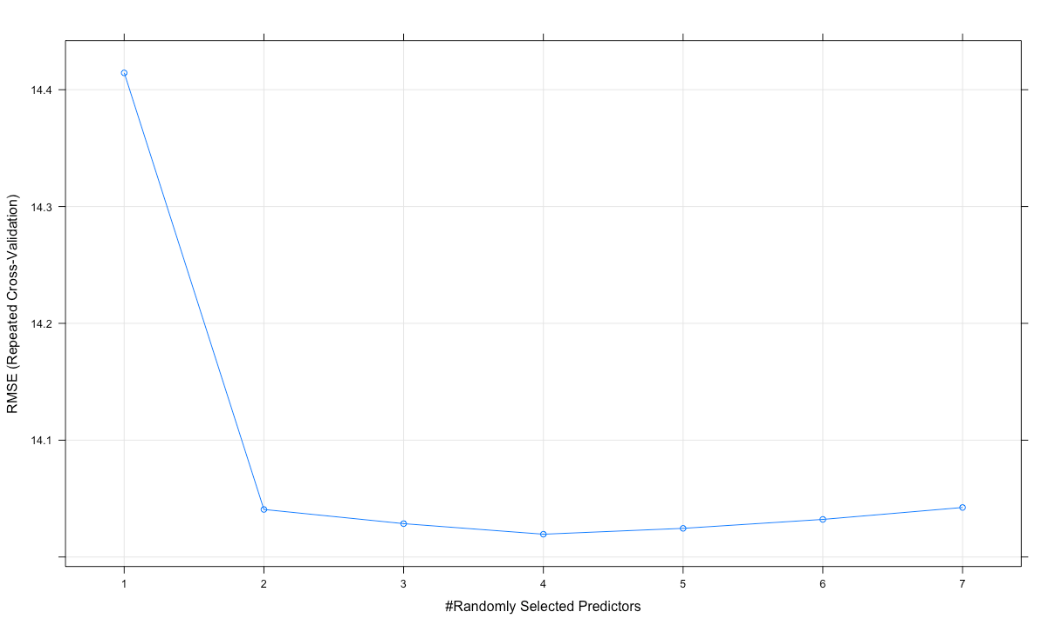 14.4
14.3
14.2
14.1
RMSE (Repeated Cross-Validation)
1 2 3 4 5 6 7
#Randomly Selected Predictors